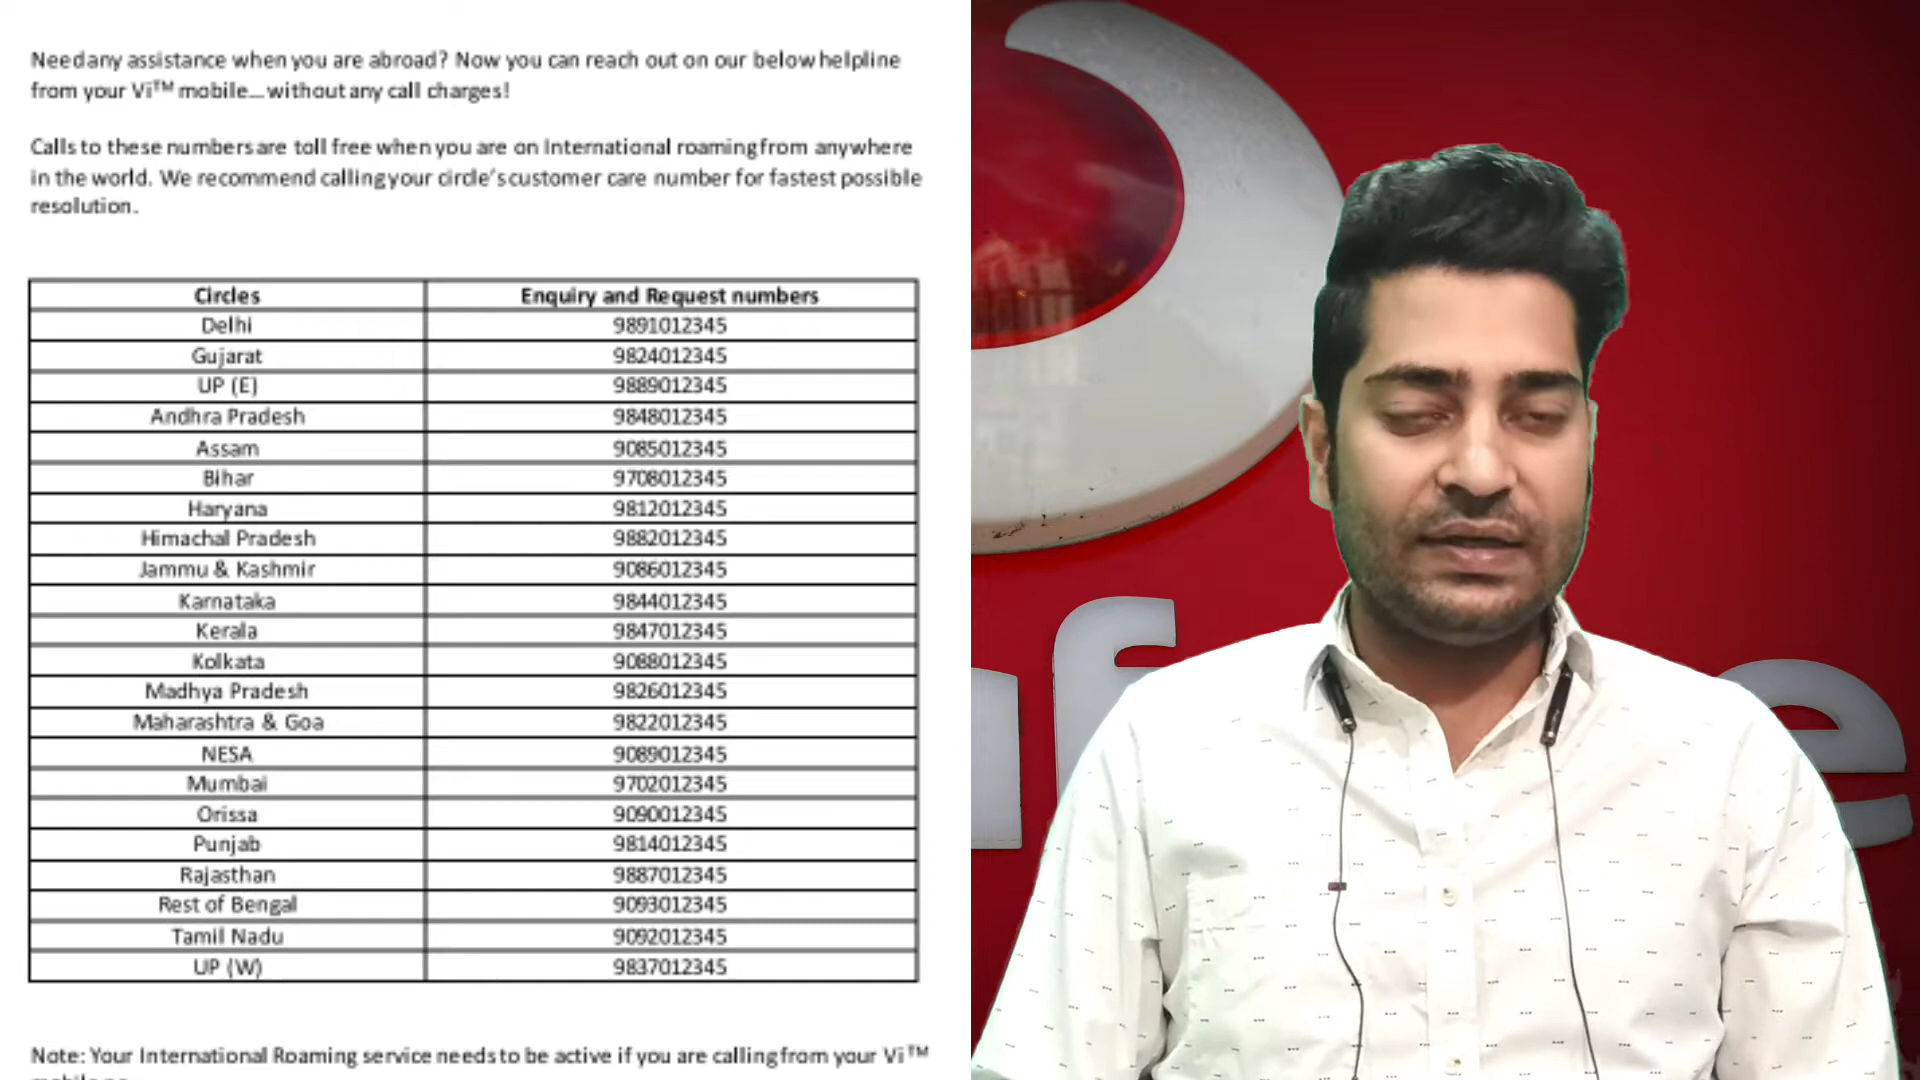 Need any assistance when you are abroad? Now you can reach out on our below helpline
from your Vi™ mobile....without any call charges!
Calls to these numbers are toll free when you are on International roaming from anywhere
in the world. We recommend calling your circle's customer care number for fastest possible
resolution.
Circles Enquiry and Request numbers
Delhi 9891012345
Gujarat 9824012345
UP (E) 9889012345
Andhra Pradesh 9848012345
Assam 9085012345
Bihar 9708012345
Haryana 9812012345
Himachal Pradesh 9882012345
Jammu & Kashmir 9086012345
Karnataka 9844012345
Kerala 9847012345
Kolkata 9088012345
Madhya Pradesh 9826012345
Maharashtra & Goa 9822012345
NESA 9089012345
Mumbai 9702012345
Orissa 9090012345
Punjab 9814012345
Rajasthan 9887012345
Rest of Bengal 9093012345
Tamil Nadu 9092012345
UP (W) 9837012345
Note: Your International Roaming service needs to be active if you are calling from your Vi™